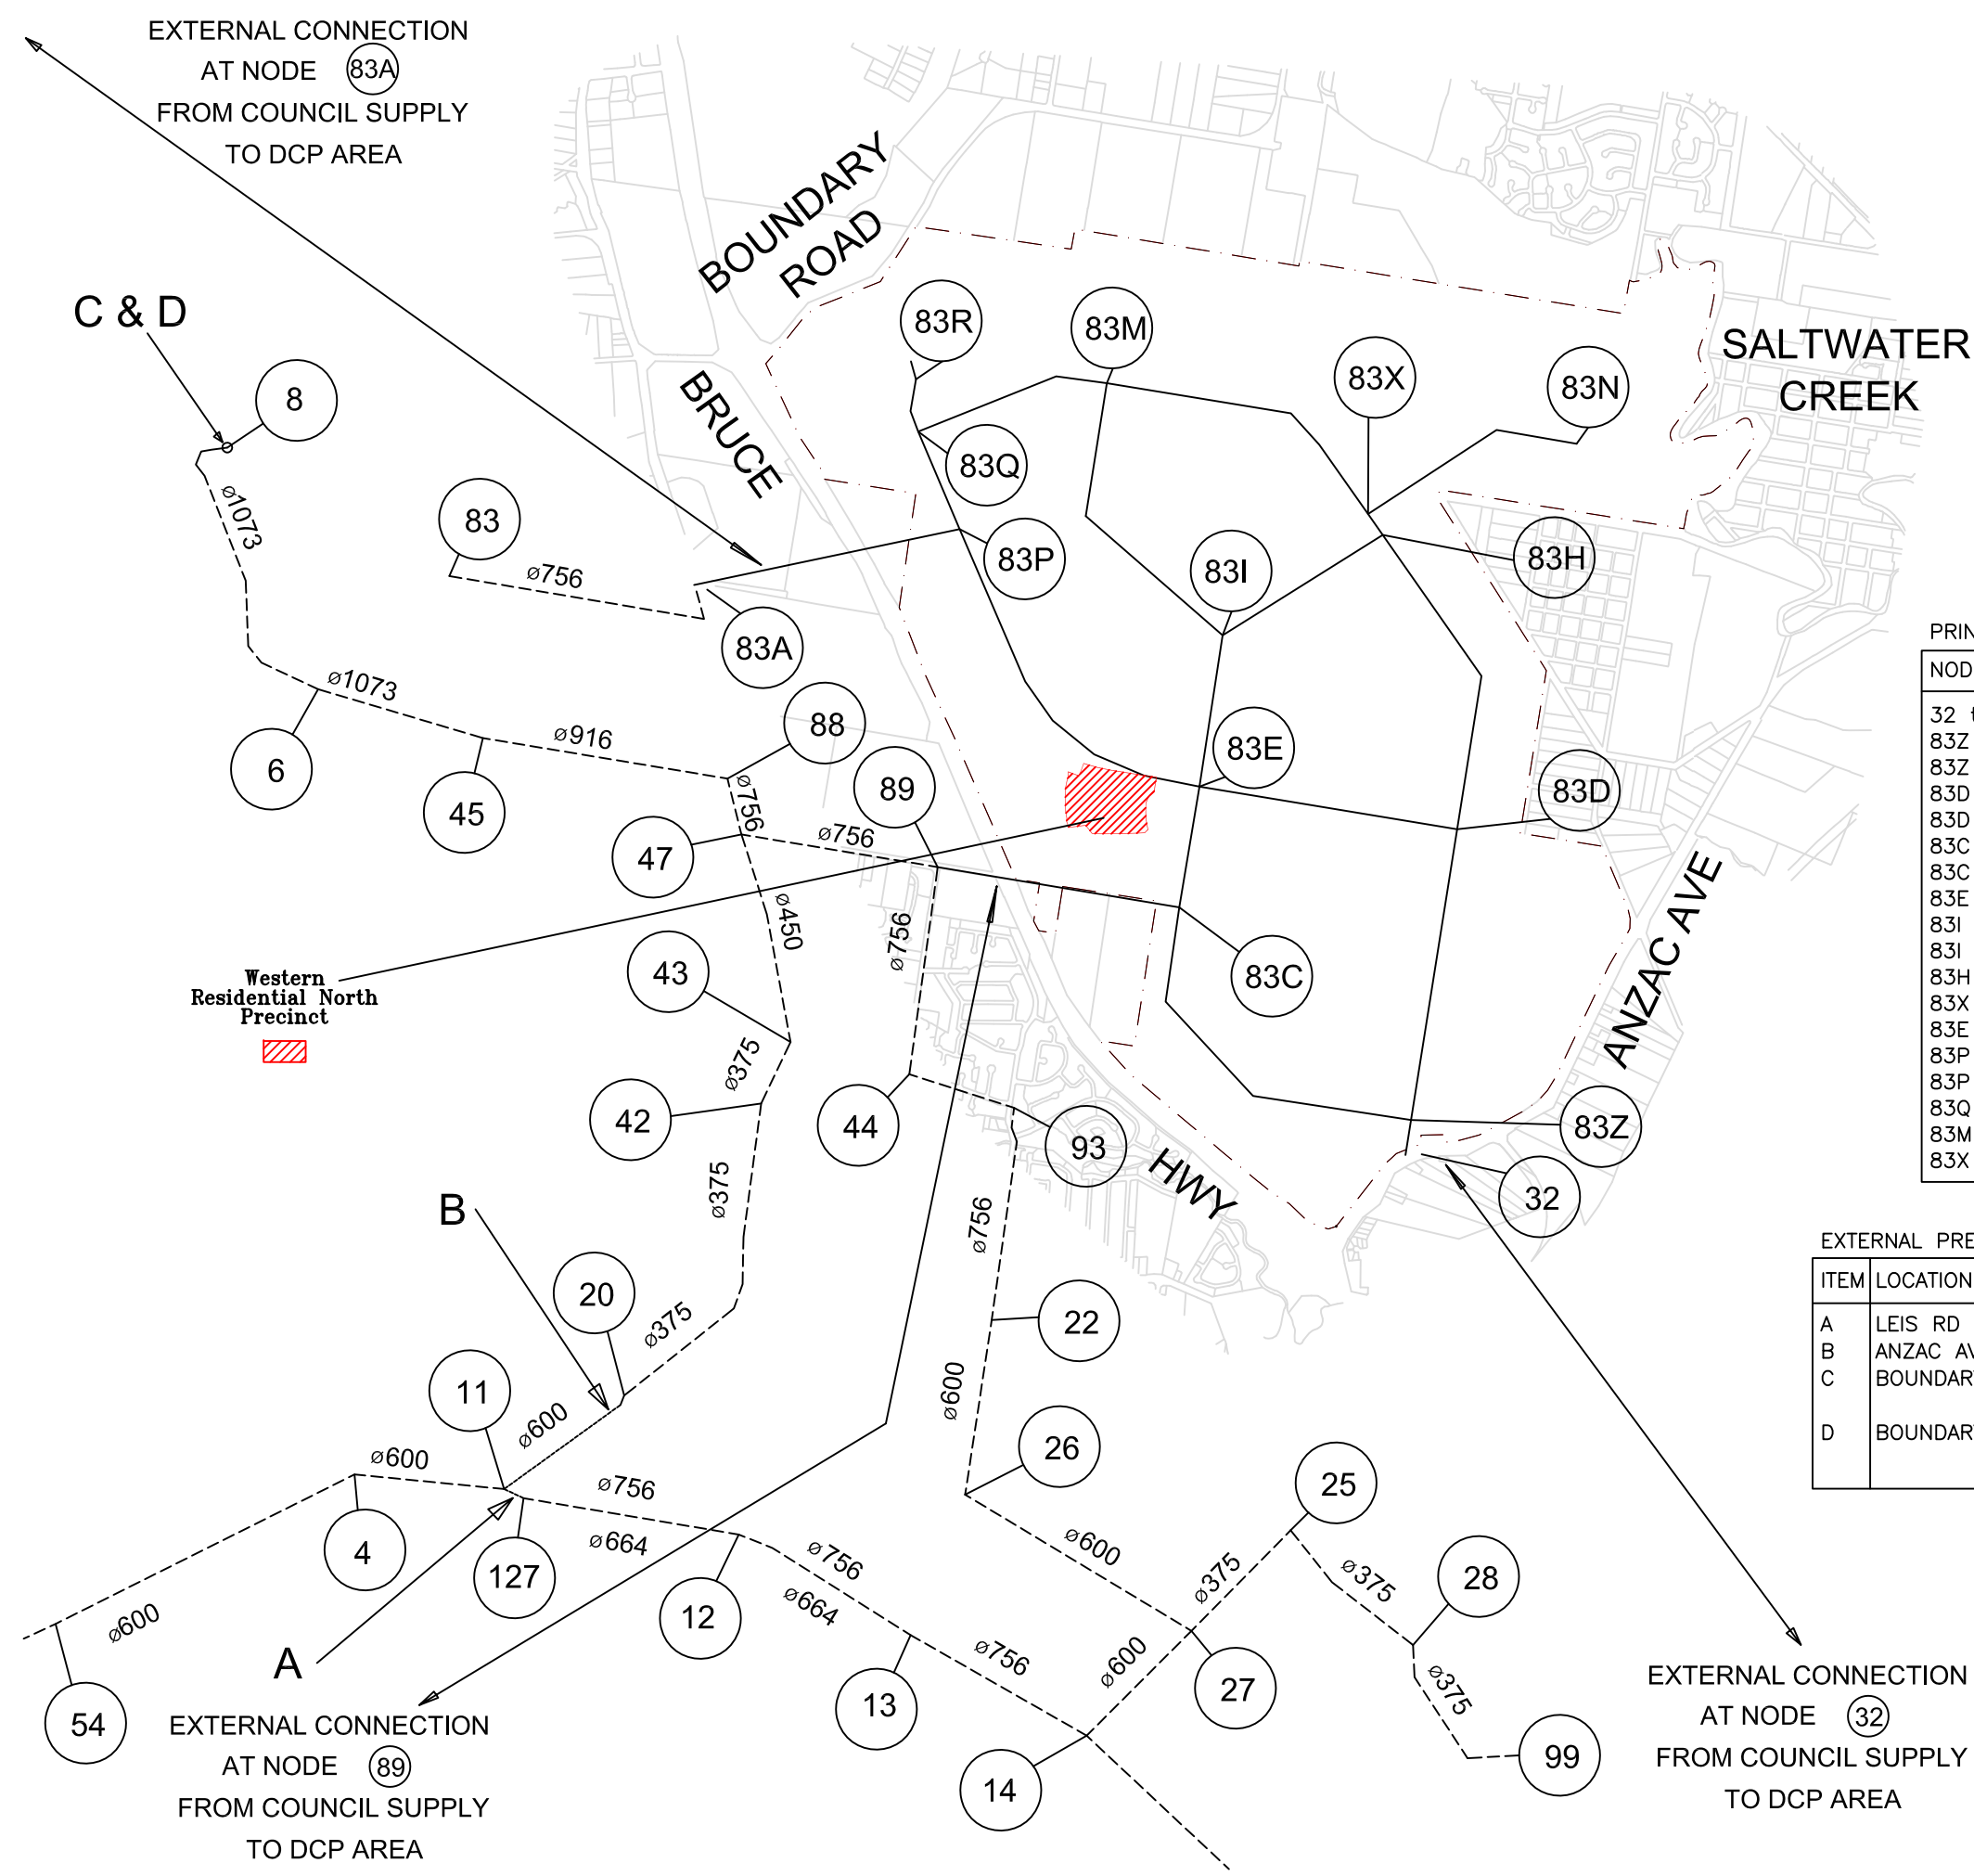 EXTERNAL CONNECTION
AT NODE 83A
FROM COUNCIL SUPPLY
TO DCP AREA
BOUNDARY
ROAD
C & D
8
83R
83M
83X
83N
SALTWATER
CREEK
BRUCE
ø1073
83
ø756
83Q
83P
83I
83H
83A
ø1073
6
45
ø916
88
ø756
89
83E
83D
47
ø756
ø450
ø756
43
83C
ANZAC AVE
Western
Residential North
Precinct
ø375
42
44
93
83Z
HWY
32
ø375
B
20
ø756
22
ø375
11
ø600
ø600
26
ø600
ø756
25
4
127
ø664
12
ø756
ø664
ø600
ø375
ø375
28
ø600
54
A
13
ø756
ø600
27
ø375
99
14
EXTERNAL CONNECTION
AT NODE 89
FROM COUNCIL SUPPLY
TO DCP AREA
EXTERNAL CONNECTION
AT NODE 32
FROM COUNCIL SUPPLY
TO DCP AREA
PRIN
NOD
32 t
83Z
83Z
83D
83D
83C
83C
83E
83I
83I
83H
83X
83E
83P
83P
83Q
83M
83X
EXTERNAL PRE
ITEM LOCATION
A LEIS RD
B ANZAC AV
C BOUNDAR
D BOUNDAR